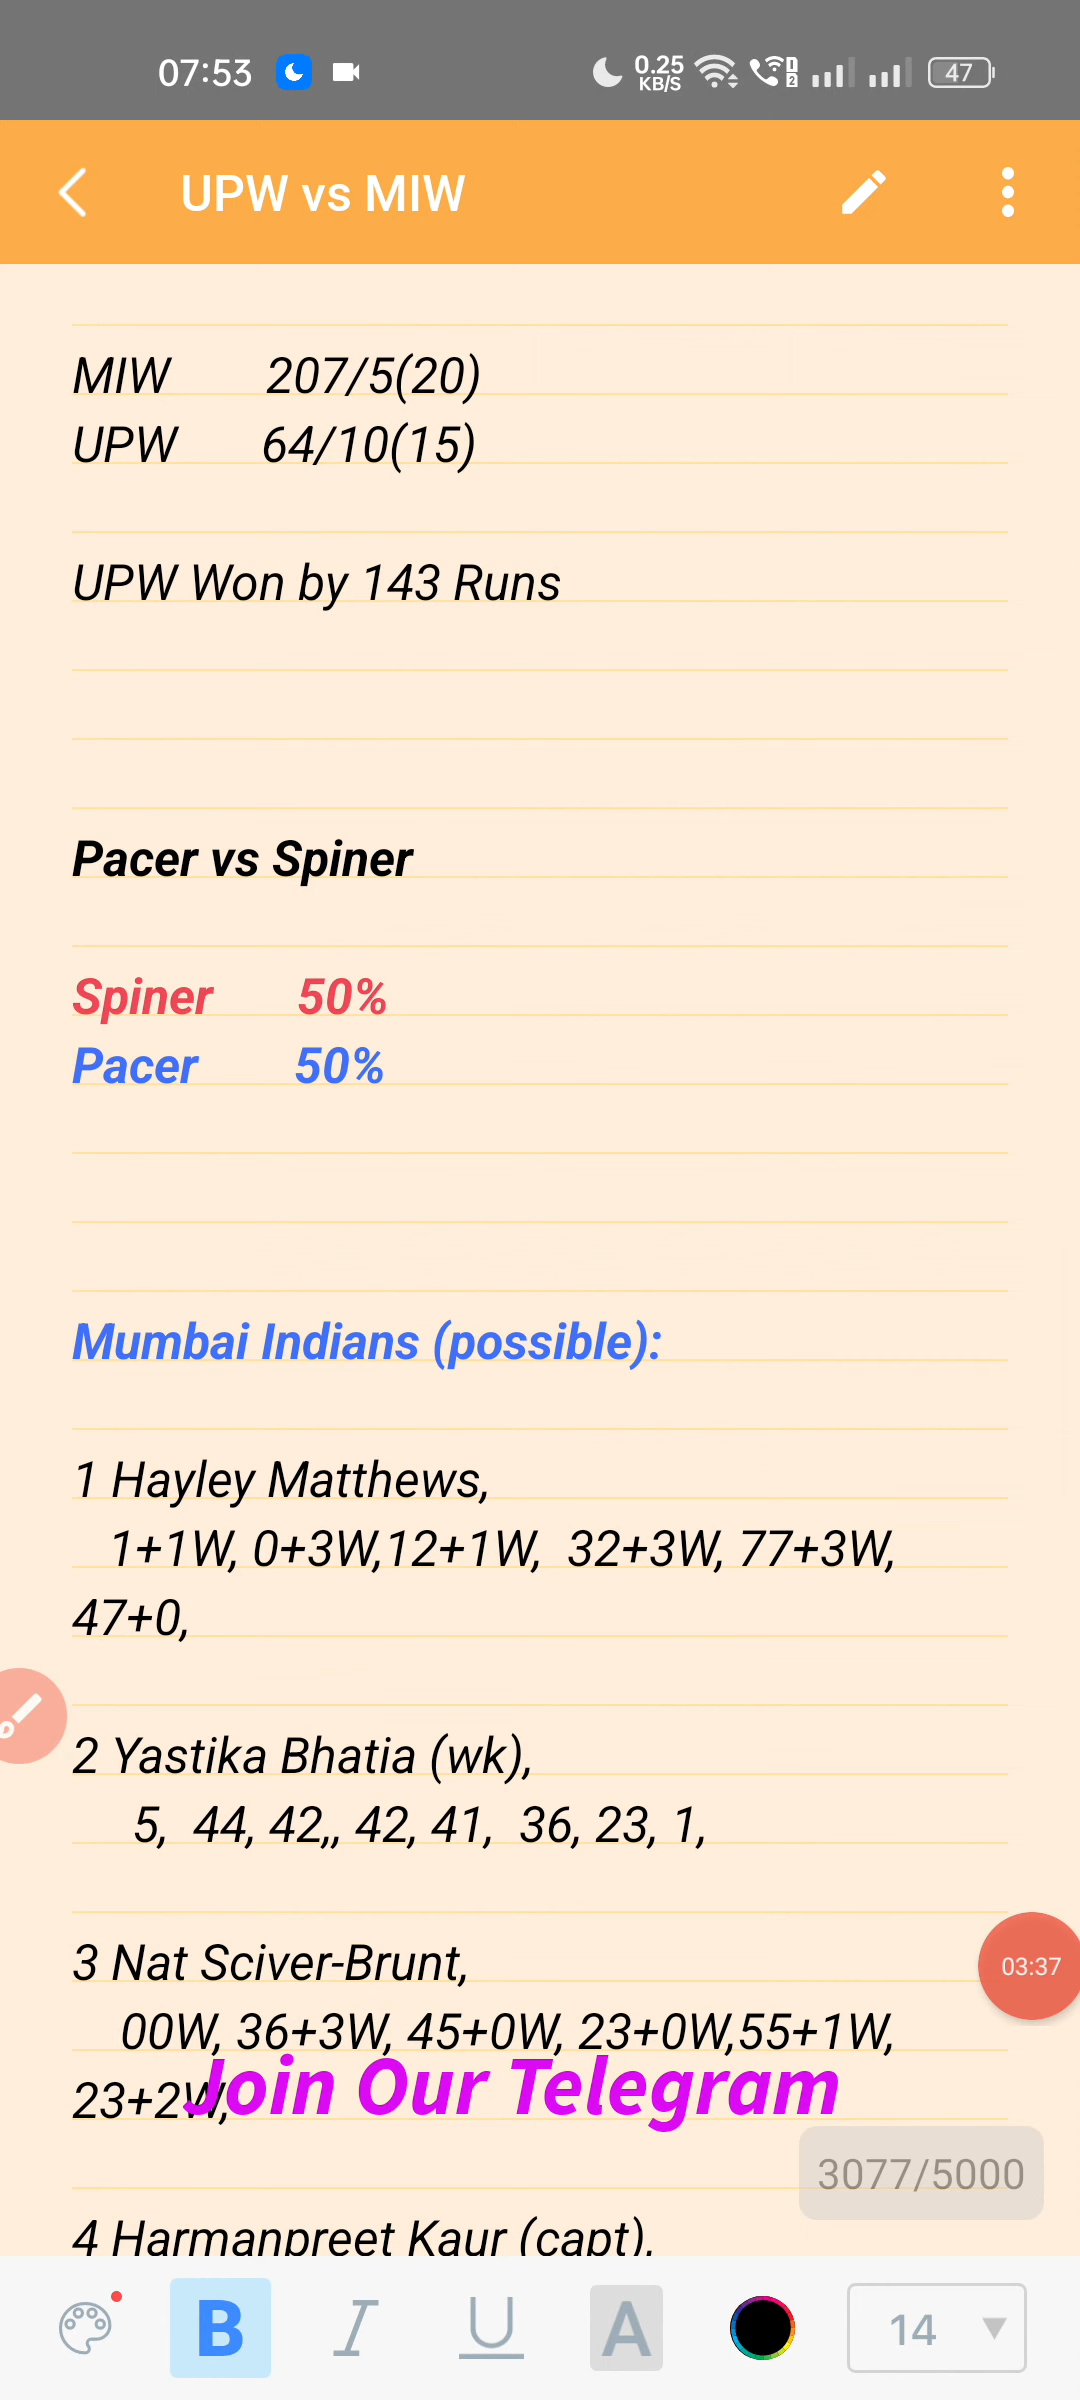 07:53 0.25 KB/S 1 2 47
UPW vs MIW
MIW 207/5(20)
UPW 64/10(15)
UPW Won by 143 Runs
Pacer vs Spiner
Spiner 50%
Pacer 50%
Mumbai Indians (possible):
1 Hayley Matthews,
1+1W, 0+3W,12+1W, 32+3W, 77+3W,
47+0,
2 Yastika Bhatia (wk),
5, 44, 42,, 42, 41, 36, 23, 1,
3 Nat Sciver-Brunt,
03:37
00W, 36+3W, 45+0W, 23+0W,55+1W,
23+2W,
Join Our Telegram
3077/5000
4 Harmanpreet Kaur (capt),
B I U A 14